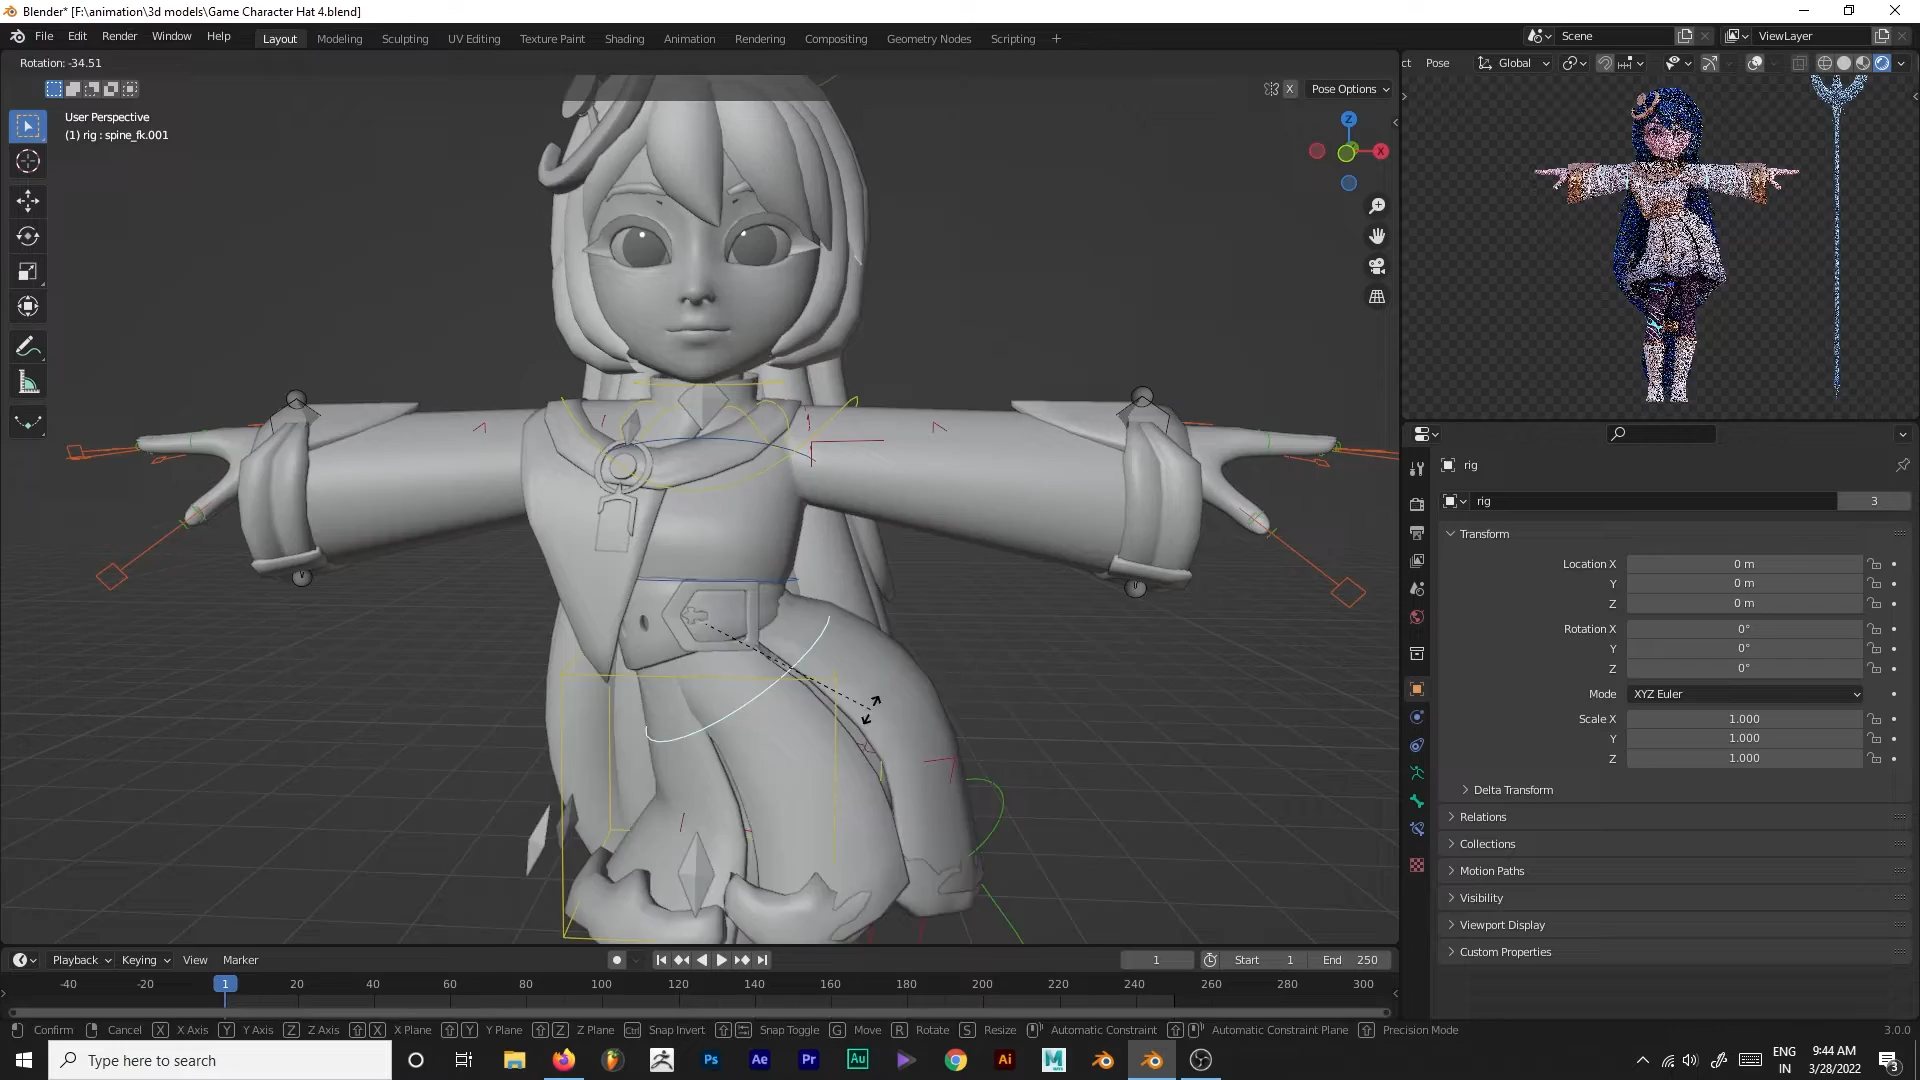 Blender* [F:\animation\3d models\Game Character Hat 4.blend]
File Edit Render Window Help
Layout Modeling Sculpting UV Editing Texture Paint Shading Animation Rendering Compositing Geometry Nodes Scripting +
Scene
ViewLayer
Rotation: -34.51
ct Pose Global
X Pose Options
User Perspective
(1) rig : spine_fk.001
Z
X
rig
rig 3
Transform
Location X 0 m
Y 0 m
Z 0 m
Rotation X 0°
Y 0°
Z 0°
Mode XYZ Euler
Scale X 1.000
Y 1.000
Z 1.000
Delta Transform
Relations
Collections
Motion Paths
Visibility
Viewport Display
Custom Properties
Playback Keying View Marker
1 Start 1 End 250
-40 -20 1 20 40 60 80 100 120 140 160 180 200 220 240 260 280 300
Confirm Cancel X X Axis Y Y Axis Z Z Axis X X Plane Y Y Plane Z Z Plane Ctrl Snap Invert Snap Toggle G Move R Rotate S Resize Automatic Constraint Automatic Constraint Plane Precision Mode 3.0.0
Type here to search
Ps Ae Pr Au Ai M
ENG
IN
9:44 AM
3/28/2022
3